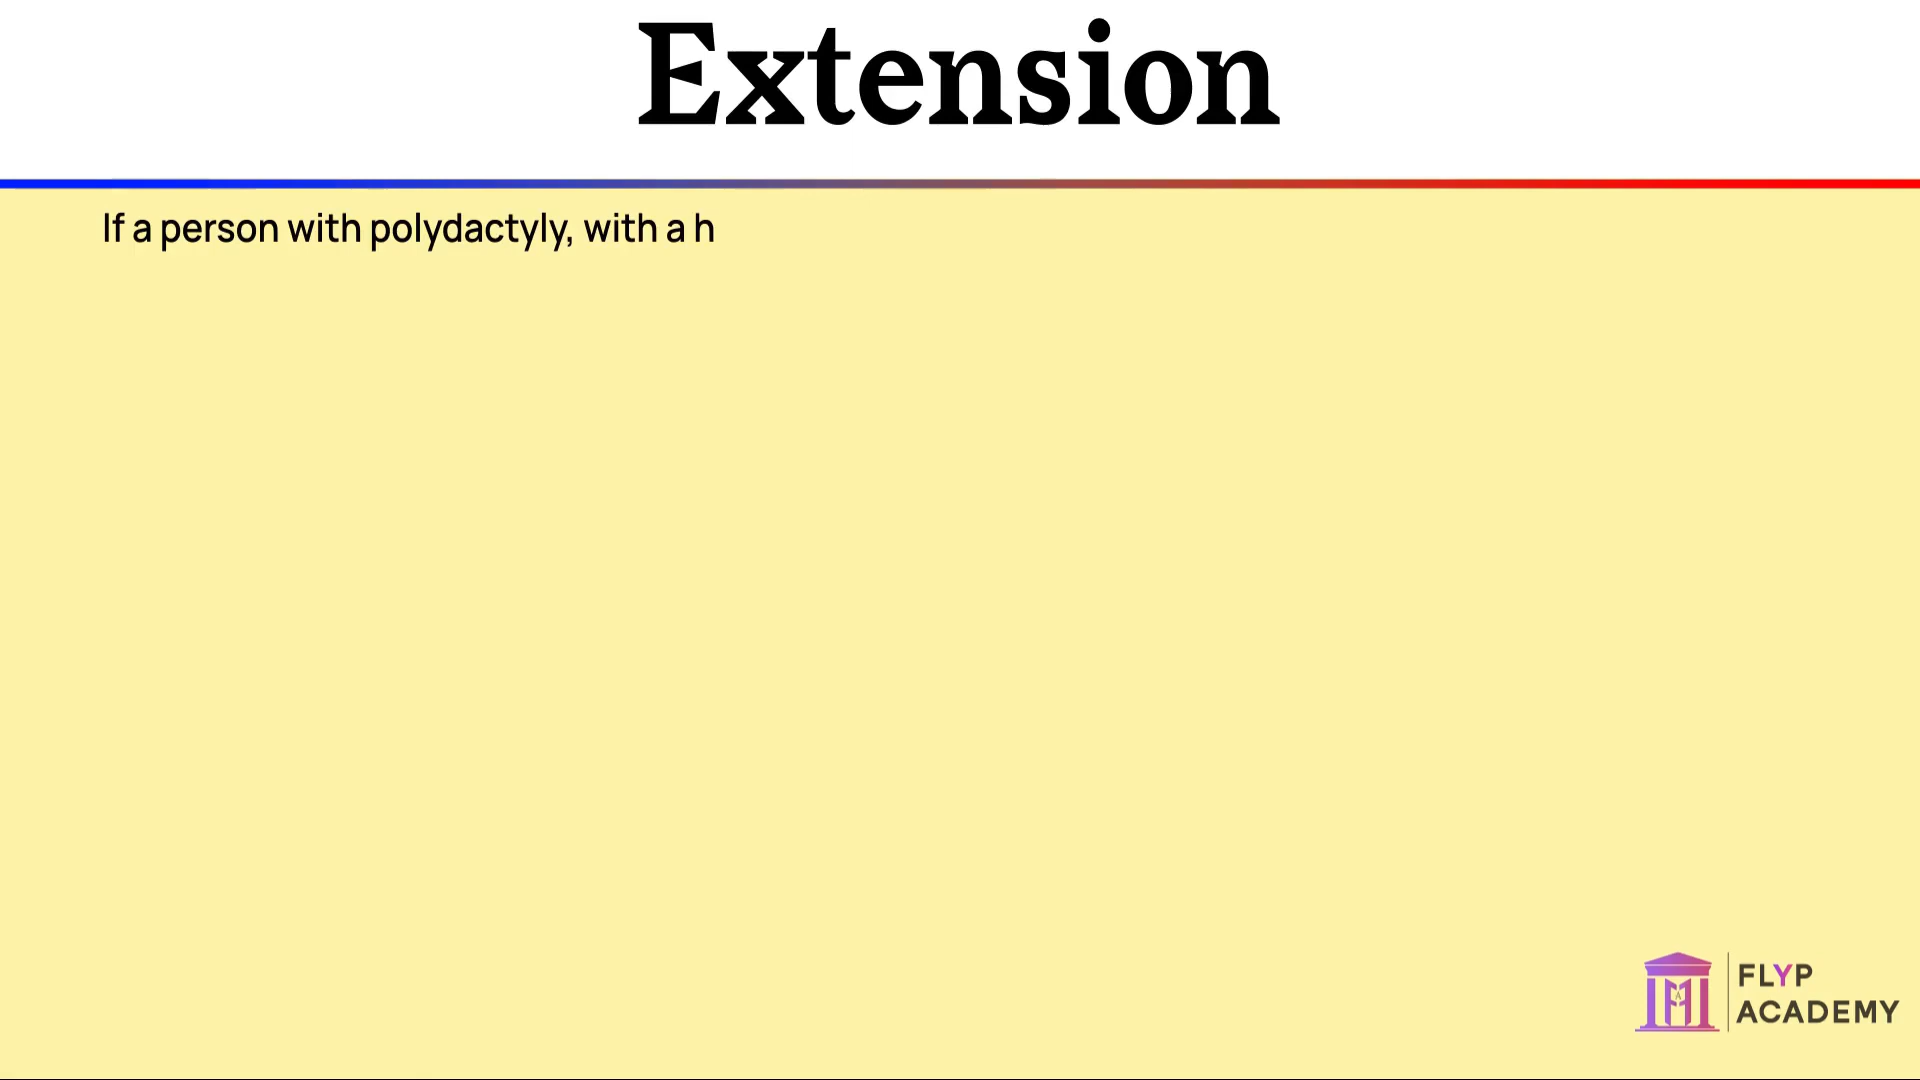 Extension
If a person with polydactyly, with a h
FLYP
ACADEMY